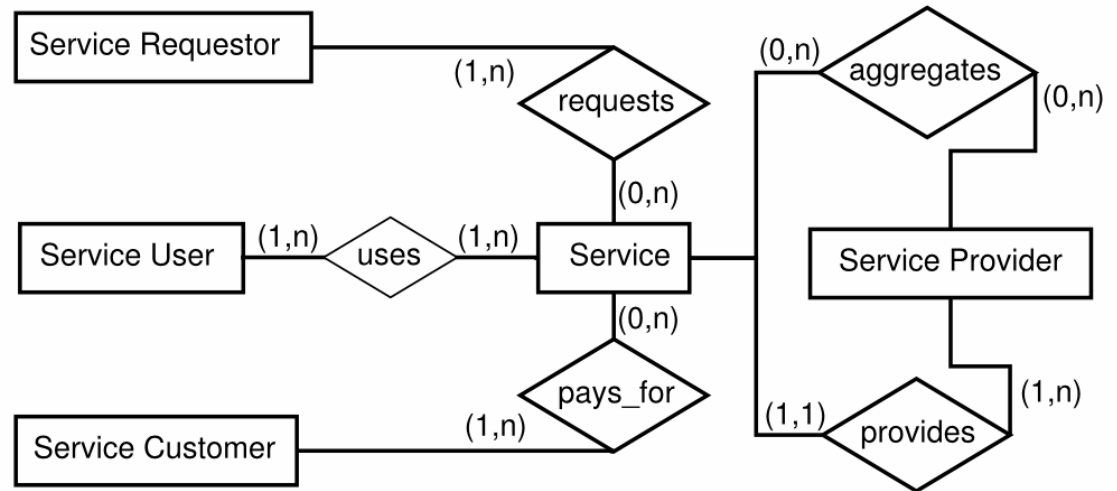 Service Requestor
(1,n)
requests
(0,n)
aggregates
(0,n)
(0,n)
Service User
(1,n)
uses
(1,n)
Service
Service Provider
(0,n)
pays_for
(1,n)
Service Customer
(1,1)
provides
(1,n)